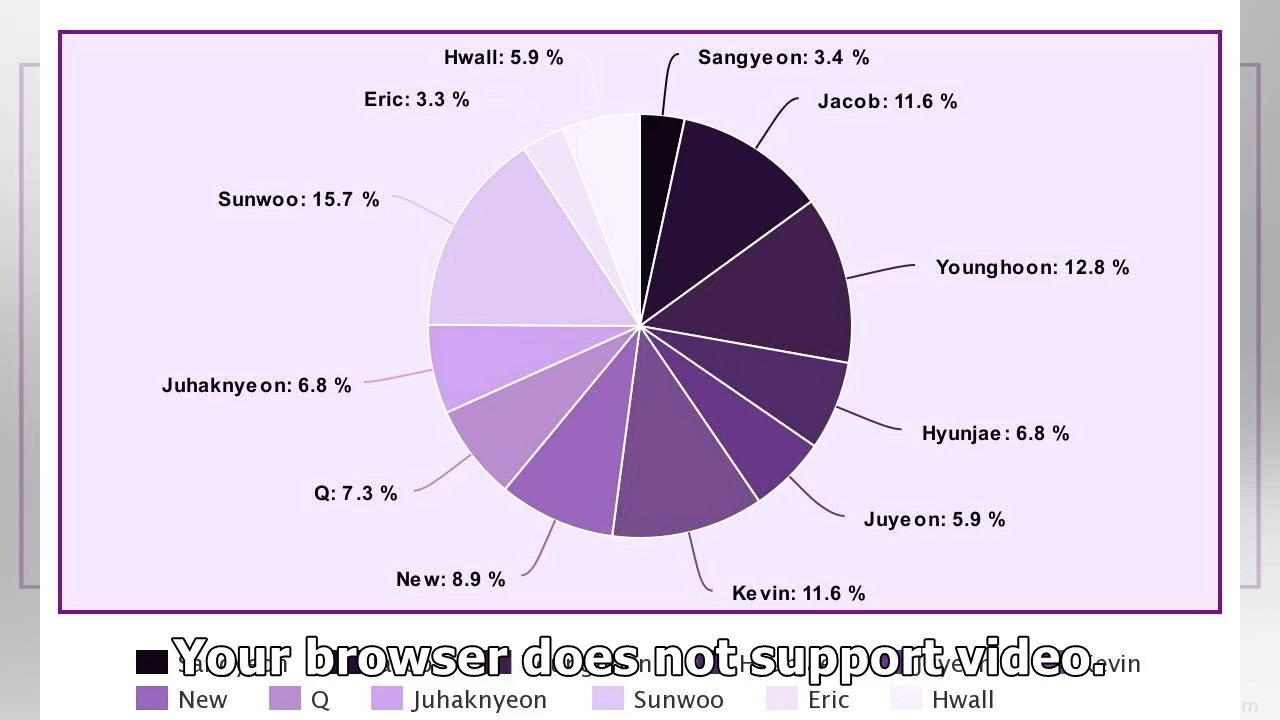 Hwall: 5.9 %
Sangyeon: 3.4 %
Eric: 3.3 %
Jacob: 11.6 %
Sunwoo: 15.7 %
Younghoon: 12.8 %
Juhaknyeon: 6.8 %
Hyunjae: 6.8 %
Q: 7.3 %
Juyeon: 5.9 %
New: 8.9 %
Kevin: 11.6 %
Your browser does not support video.
New Q Juhaknyeon Sunwoo Eric Hwall